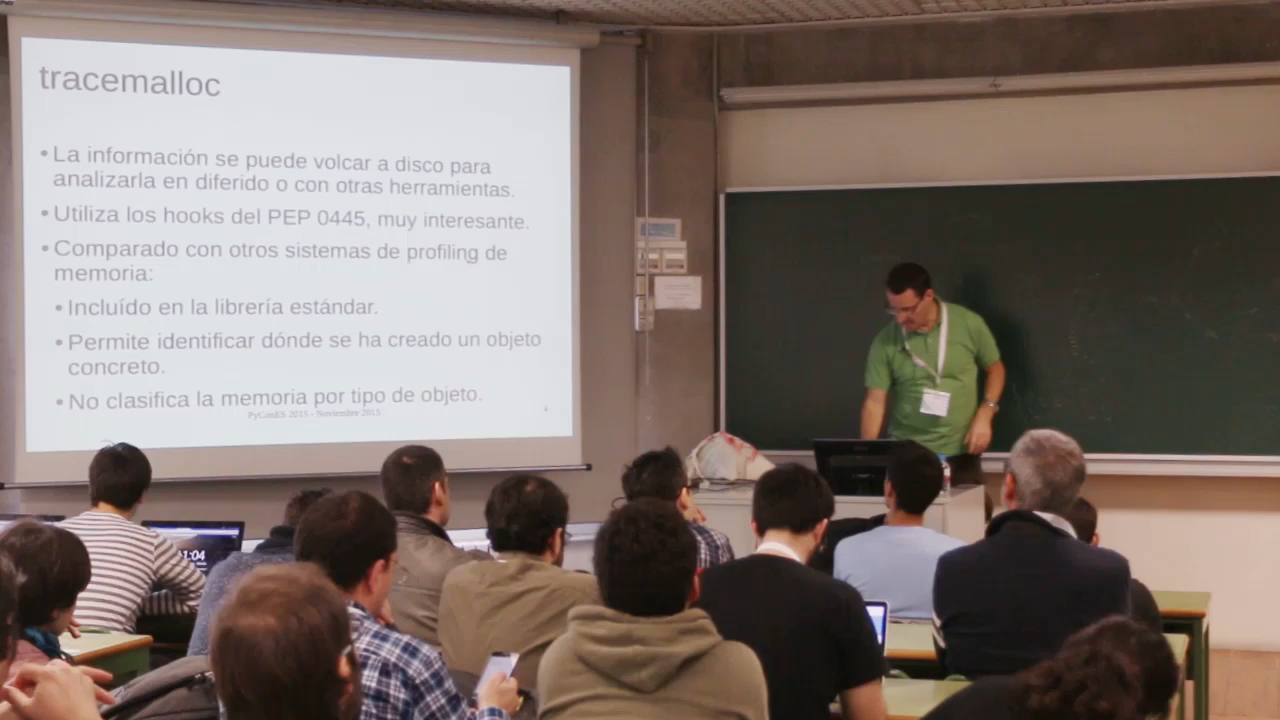 tracemalloc
• La información se puede volcar a disco para
analizarla en diferido o con otras herramientas.
• Utiliza los hooks del PEP 0445, muy interesante.
• Comparado con otros sistemas de profiling de
memoria:
• Incluído en la librería estándar.
• Permite identificar dónde se ha creado un objeto
concreto.
• No clasifica la memoria por tipo de objeto.
PyConES 2015 - Noviembre 2015
1:04